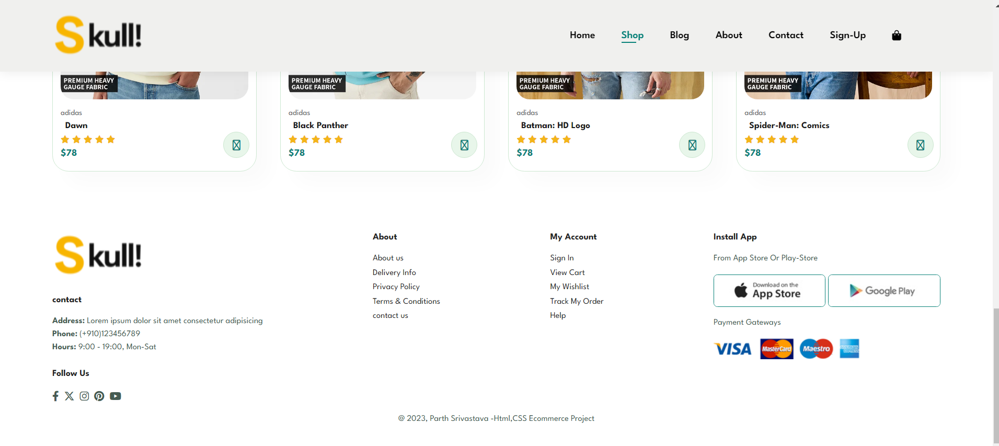 Skull!
Home Shop Blog About Contact Sign-Up
PREMIUM HEAVY
GAUGE FABRIC
adidas
Dawn
$78
PREMIUM HEAVY
GAUGE FABRIC
adidas
Black Panther
$78
PREMIUM HEAVY
GAUGE FABRIC
adidas
Batman: HD Logo
$78
PREMIUM HEAVY
GAUGE FABRIC
adidas
Spider-Man: Comics
$78
Skull!
contact
Address: Lorem ipsum dolor sit amet consectetur adipisicing
Phone: (+910)123456789
Hours: 9:00 - 19:00, Mon-Sat
Follow Us
About
About us
Delivery Info
Privacy Policy
Terms & Conditions
contact us
My Account
Sign In
View Cart
My Wishlist
Track My Order
Help
Install App
From App Store Or Play-Store
Download on the
App Store
Google Play
Payment Gateways
VISA
MasterCard
Maestro
AMERICAN
EXPRESS
@ 2023, Parth Srivastava -Html,CSS Ecommerce Project